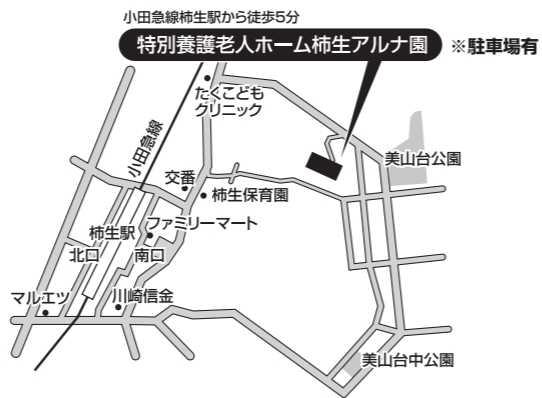 小田急線柿生駅から徒歩5分
特別養護老人ホーム柿生アルナ園
※駐車場有
たくこども
クリニック
小田急線
美山台公園
交番
柿生保育園
ファミリーマート
柿生駅
北口
南口
マルエツ
川崎信金
美山台中公園